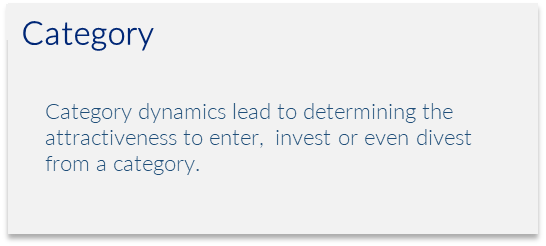 Category
Category dynamics lead to determining the
attractiveness to enter,  invest or even divest
from a category.